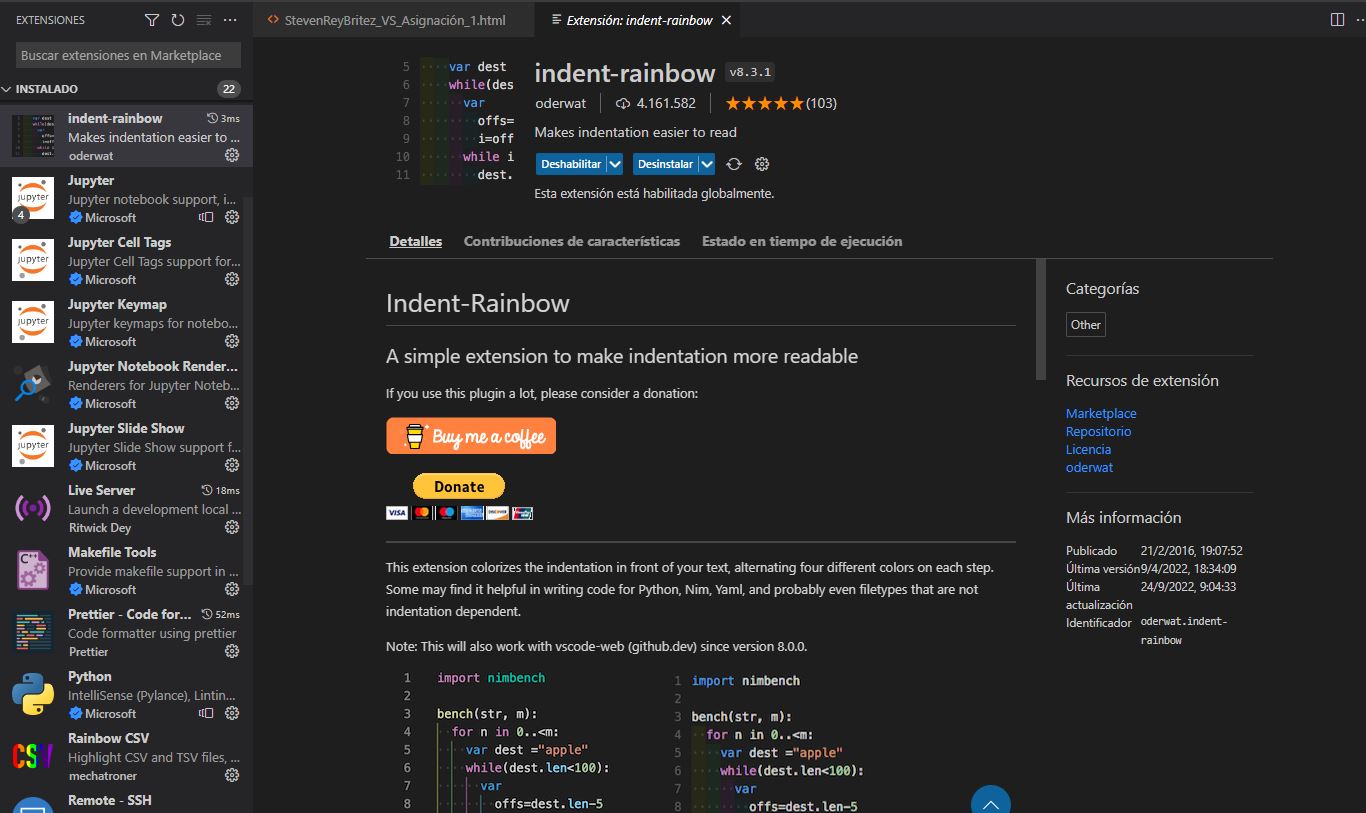 EXTENSIONES
StevenReyBritez_VS_Asignación_1.html
Extensión: indent-rainbow
Buscar extensiones en Marketplace
INSTALADO 22
indent-rainbow 3ms
Makes indentation easier to ...
oderwat
Jupyter
Jupyter notebook support, i...
Microsoft
4
Jupyter Cell Tags
Jupyter Cell Tags support for...
Microsoft
Jupyter Keymap
Jupyter keymaps for notebo...
Microsoft
Jupyter Notebook Render...
Renderers for Jupyter Noteb...
Microsoft
Jupyter Slide Show
Jupyter Slide Show support f...
Microsoft
Live Server 18ms
Launch a development local ...
Ritwick Dey
Makefile Tools
Provide makefile support in ...
Microsoft
Prettier - Code for... 52ms
Code formatter using prettier
Prettier
Python
IntelliSense (Pylance), Lintin...
Microsoft
Rainbow CSV
Highlight CSV and TSV files, ...
mechatroner
Remote - SSH
jupyter
jupyter
jupyter
jupyter
C++
CSV
5 var dest
6 while(des
7 var
8 offs=
9 i=off
10 while i
11 dest.
indent-rainbow v8.3.1
oderwat 4.161.582 (103)
Makes indentation easier to read
Deshabilitar Desinstalar
Esta extensión está habilitada globalmente.
Detalles Contribuciones de características Estado en tiempo de ejecución
Indent-Rainbow
A simple extension to make indentation more readable
If you use this plugin a lot, please consider a donation:
Buy me a coffee
Donate
VISA
This extension colorizes the indentation in front of your text, alternating four different colors on each step.
Some may find it helpful in writing code for Python, Nim, Yaml, and probably even filetypes that are not
indentation dependent.
Note: This will also work with vscode-web (github.dev) since version 8.0.0.
1 import nimbench
2
3 bench(str, m):
4 for n in 0..<m:
5 var dest ="apple"
6 while(dest.len<100):
7 var
8 offs=dest.len-5
1 import nimbench
2
3 bench(str, m):
4 for n in 0..<m:
5 var dest ="apple"
6 while(dest.len<100):
7 var
8 offs=dest.len-5
Categorías
Other
Recursos de extensión
Marketplace
Repositorio
Licencia
oderwat
Más información
Publicado 21/2/2016, 19:07:52
Última versión 9/4/2022, 18:34:09
Última 24/9/2022, 9:04:33
actualización
Identificador oderwat.indent-
rainbow